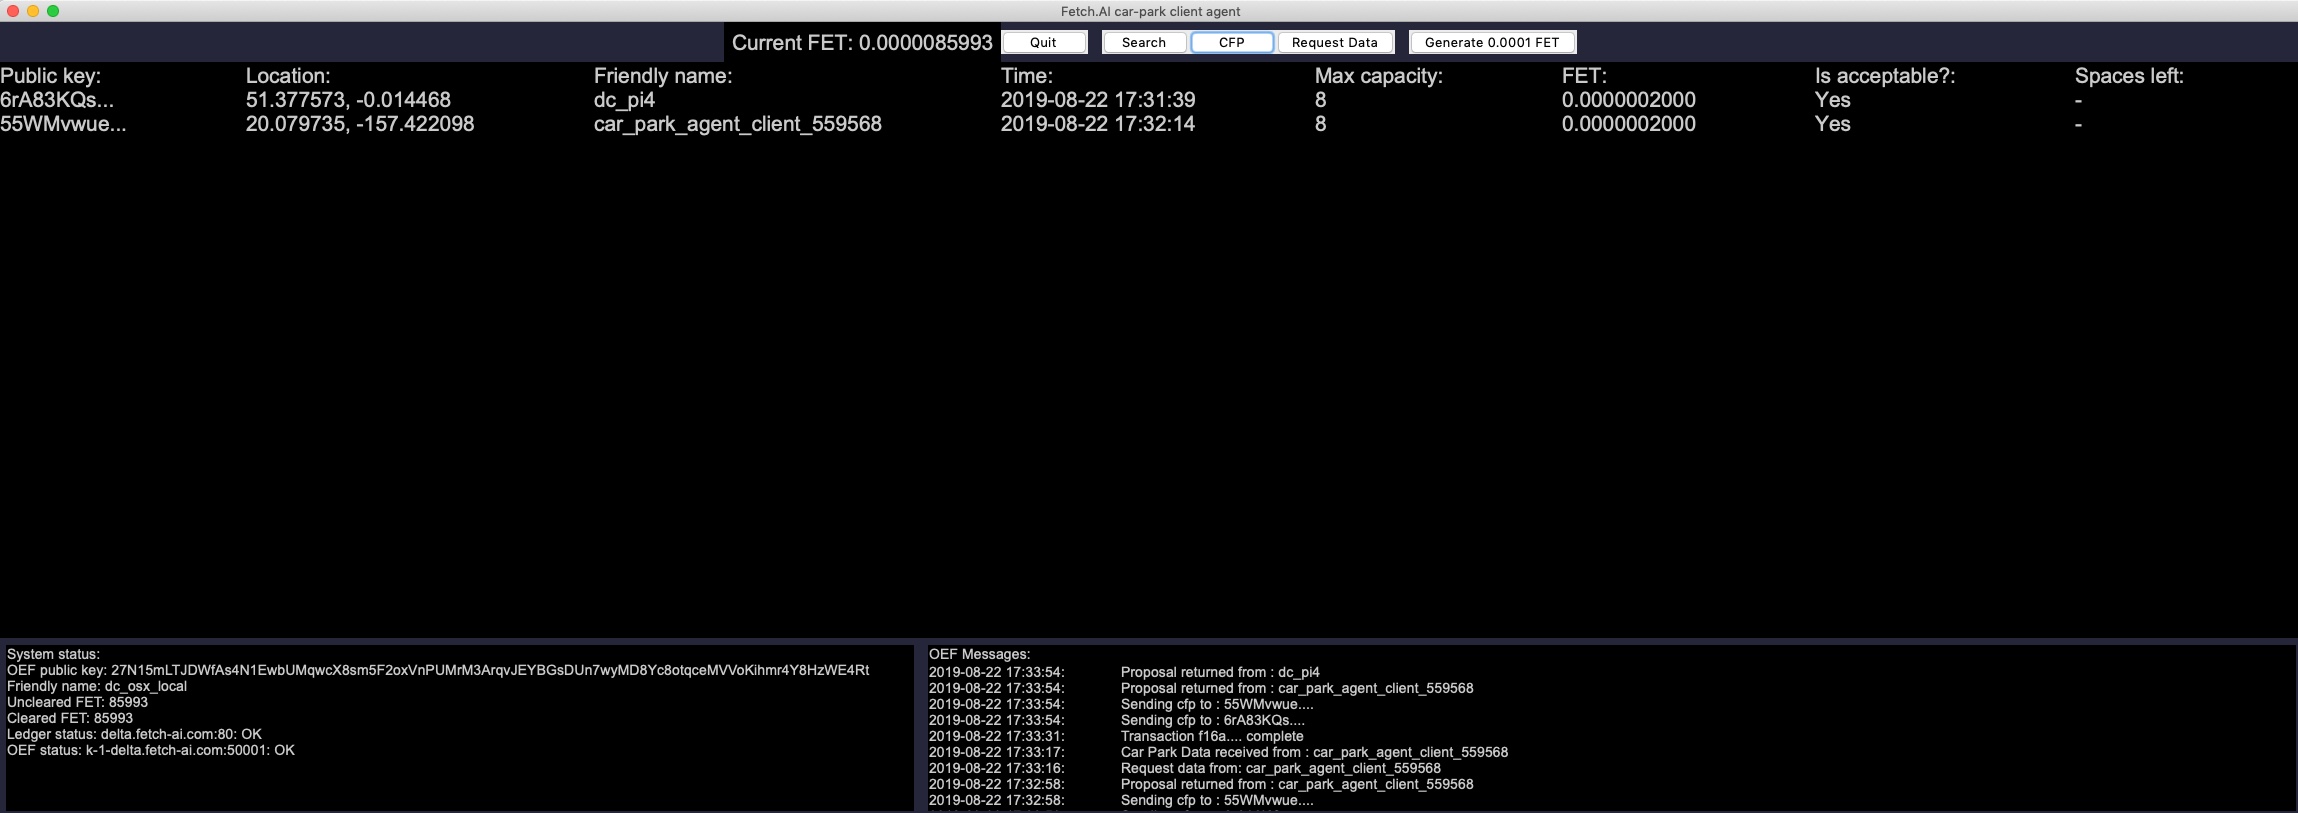 Fetch.AI car-park client agent
Current FET: 0.0000085993 Quit Search CFP Request Data Generate 0.0001 FET
Public key: Location: Friendly name: Time: Max capacity: FET: Is acceptable?: Spaces left:
6rA83KQs... 51.377573, -0.014468 dc_pi4 2019-08-22 17:31:39 8 0.0000002000 Yes -
55WMvwue... 20.079735, -157.422098 car_park_agent_client_559568 2019-08-22 17:32:14 8 0.0000002000 Yes -
System status:
OEF public key: 27N15mLTJDWfAs4N1EwbUMqwcX8sm5F2oxVnPUMrM3ArqvJEYBGsDUn7wyMD8Yc8otqceMVVoKihmr4Y8HzWE4Rt
Friendly name: dc_osx_local
Uncleared FET: 85993
Cleared FET: 85993
Ledger status: delta.fetch-ai.com:80: OK
OEF status: k-1-delta.fetch-ai.com:50001: OK
OEF Messages:
2019-08-22 17:33:54: Proposal returned from : dc_pi4
2019-08-22 17:33:54: Proposal returned from : car_park_agent_client_559568
2019-08-22 17:33:54: Sending cfp to : 55WMvwue....
2019-08-22 17:33:54: Sending cfp to : 6rA83KQs....
2019-08-22 17:33:31: Transaction f16a.... complete
2019-08-22 17:33:17: Car Park Data received from : car_park_agent_client_559568
2019-08-22 17:33:16: Request data from: car_park_agent_client_559568
2019-08-22 17:32:58: Proposal returned from : car_park_agent_client_559568
2019-08-22 17:32:58: Sending cfp to : 55WMvwue....